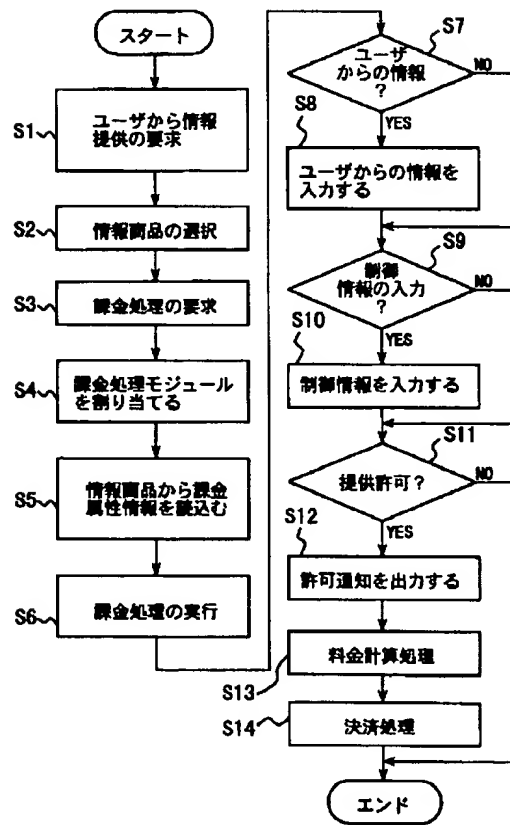 スタート
S1
ユーザから情報
提供の要求
S2
情報商品の選択
S3
課金処理の要求
S4
課金処理モジュール
を割り当てる
S5
情報商品から課金
属性情報を読込む
S6
課金処理の実行
S7
ユーザ
からの情報
?
NO
YES
S8
ユーザからの情報を
入力する
S9
制御
情報の入力
?
NO
YES
S10
制御情報を入力する
S11
提供許可?
NO
YES
S12
許可通知を出力する
S13
料金計算処理
S14
決済処理
エンド